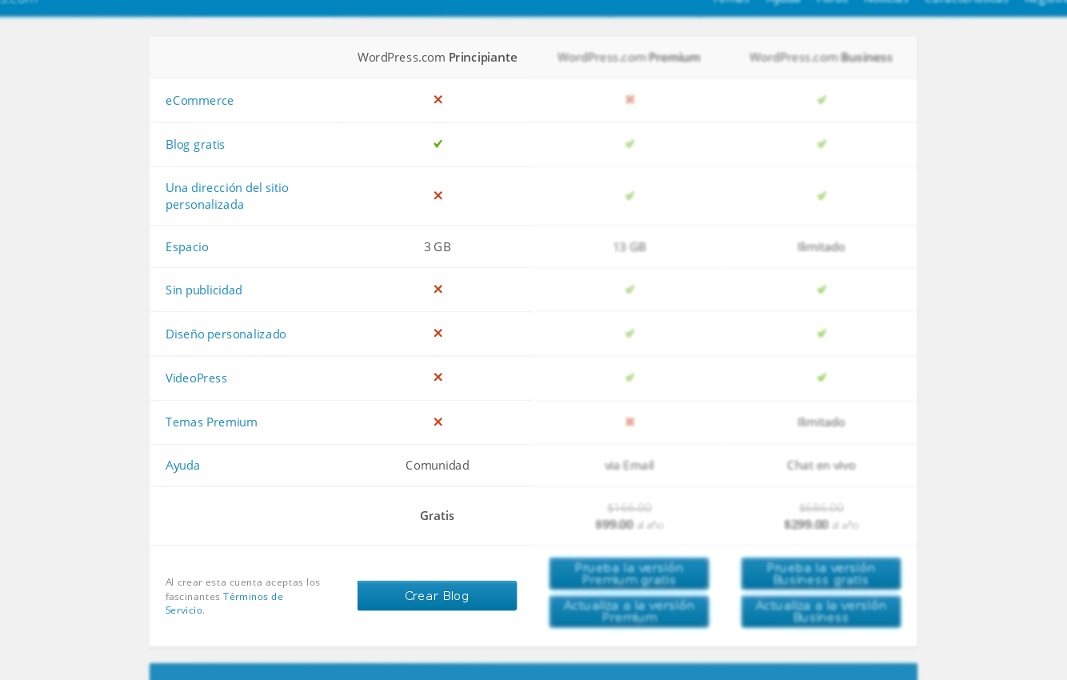 WordPress.com Principiante WordPress.com Premium WordPress.com Business
eCommerce
Blog gratis
Una dirección del sitio
personalizada
Espacio 3 GB 13 GB Ilimitado
Sin publicidad
Diseño personalizado
VideoPress
Temas Premium Ilimitado
Ayuda Comunidad via Email Chat en vivo
Gratis
$166.00 $686.00
$99.00 al año $299.00 al año
Al crear esta cuenta aceptas los
fascinantes Términos de
Servicio.
Crear Blog
Prueba la versión
Premium gratis
Actualiza a la versión
Premium
Prueba la versión
Business gratis
Actualiza a la versión
Business